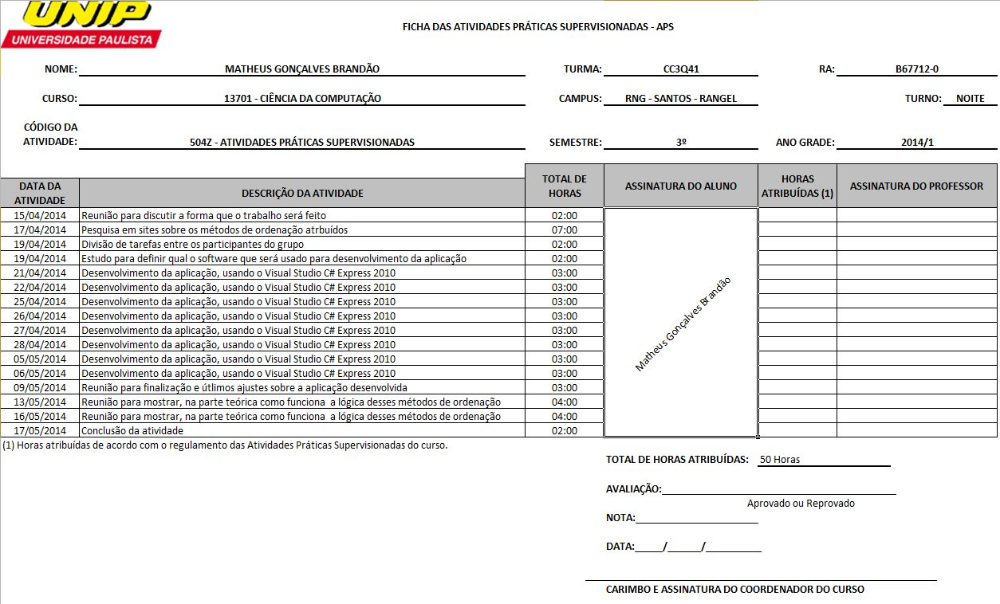 UNIP
UNIVERSIDADE PAULISTA
FICHA DAS ATIVIDADES PRÁTICAS SUPERVISIONADAS - APS
NOME: MATHEUS GONÇALVES BRANDÃO TURMA: CC3Q41 RA: B67712-0
CURSO: 13701 - CIÊNCIA DA COMPUTAÇÃO CAMPUS: RNG - SANTOS - RANGEL TURNO: NOITE
CÓDIGO DA
ATIVIDADE: 504Z - ATIVIDADES PRÁTICAS SUPERVISIONADAS SEMESTRE: 3º ANO GRADE: 2014/1
DATA DA ATIVIDADE DESCRIÇÃO DA ATIVIDADE TOTAL DE HORAS ASSINATURA DO ALUNO HORAS ATRIBUÍDAS (1) ASSINATURA DO PROFESSOR
15/04/2014 Reunião para discutir a forma que o trabalho será feito 02:00
17/04/2014 Pesquisa em sites sobre os métodos de ordenação atrbuídos 07:00
19/04/2014 Divisão de tarefas entre os participantes do grupo 02:00
19/04/2014 Estudo para definir qual o software que será usado para desenvolvimento da aplicação 02:00
21/04/2014 Desenvolvimento da aplicação, usando o Visual Studio C# Express 2010 03:00
22/04/2014 Desenvolvimento da aplicação, usando o Visual Studio C# Express 2010 03:00
25/04/2014 Desenvolvimento da aplicação, usando o Visual Studio C# Express 2010 03:00
26/04/2014 Desenvolvimento da aplicação, usando o Visual Studio C# Express 2010 03:00
27/04/2014 Desenvolvimento da aplicação, usando o Visual Studio C# Express 2010 03:00
28/04/2014 Desenvolvimento da aplicação, usando o Visual Studio C# Express 2010 03:00
05/05/2014 Desenvolvimento da aplicação, usando o Visual Studio C# Express 2010 03:00
06/05/2014 Desenvolvimento da aplicação, usando o Visual Studio C# Express 2010 03:00
09/05/2014 Reunião para finalização e útlimos ajustes sobre a aplicação desenvolvida 03:00
13/05/2014 Reunião para mostrar, na parte teórica como funciona a lógica desses métodos de ordenação 04:00
16/05/2014 Reunião para mostrar, na parte teórica como funciona a lógica desses métodos de ordenação 04:00
17/05/2014 Conclusão da atividade 02:00
Matheus Gonçalves Brandão
(1) Horas atribuídas de acordo com o regulamento das Atividades Práticas Supervisionadas do curso.
TOTAL DE HORAS ATRIBUÍDAS: 50 Horas
AVALIAÇÃO:
Aprovado ou Reprovado
NOTA:
DATA:_____/______/__________
CARIMBO E ASSINATURA DO COORDENADOR DO CURSO